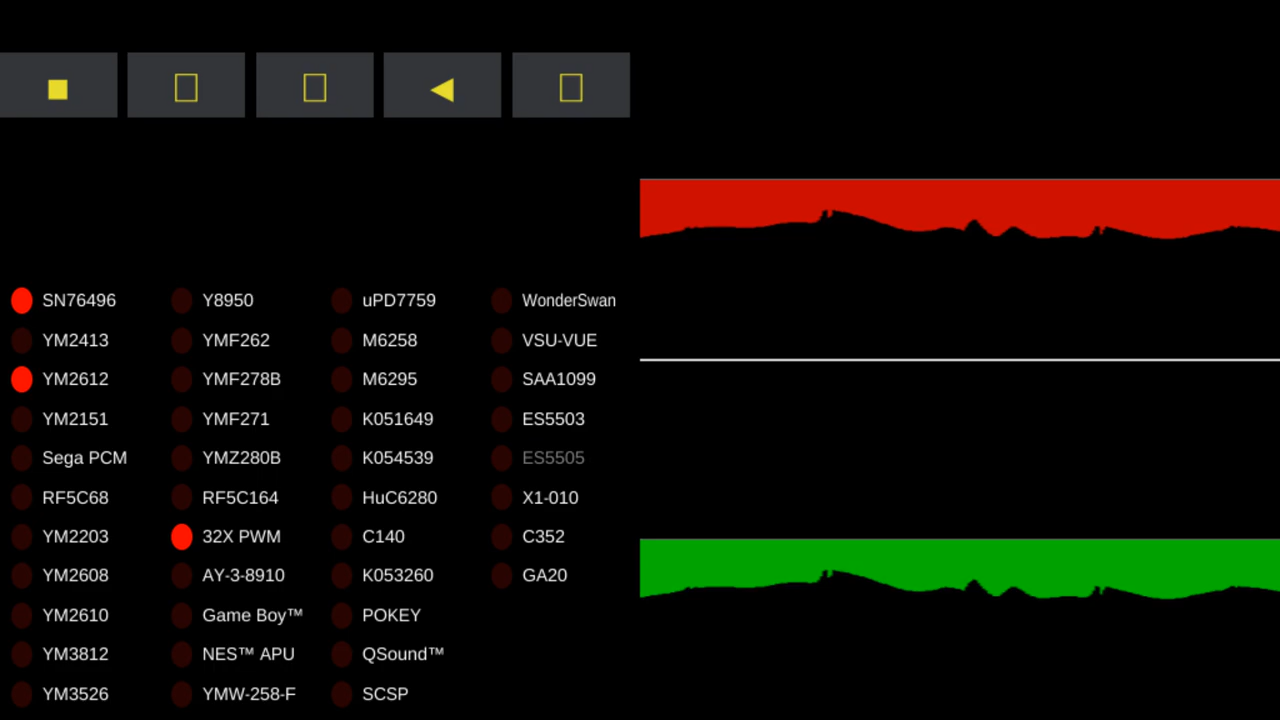 SN76496 Y8950 uPD7759 WonderSwan
YM2413 YMF262 M6258 VSU-VUE
YM2612 YMF278B M6295 SAA1099
YM2151 YMF271 K051649 ES5503
Sega PCM YMZ280B K054539 ES5505
RF5C68 RF5C164 HuC6280 X1-010
YM2203 32X PWM C140 C352
YM2608 AY-3-8910 K053260 GA20
YM2610 Game Boy™ POKEY
YM3812 NES™ APU QSound™
YM3526 YMW-258-F SCSP